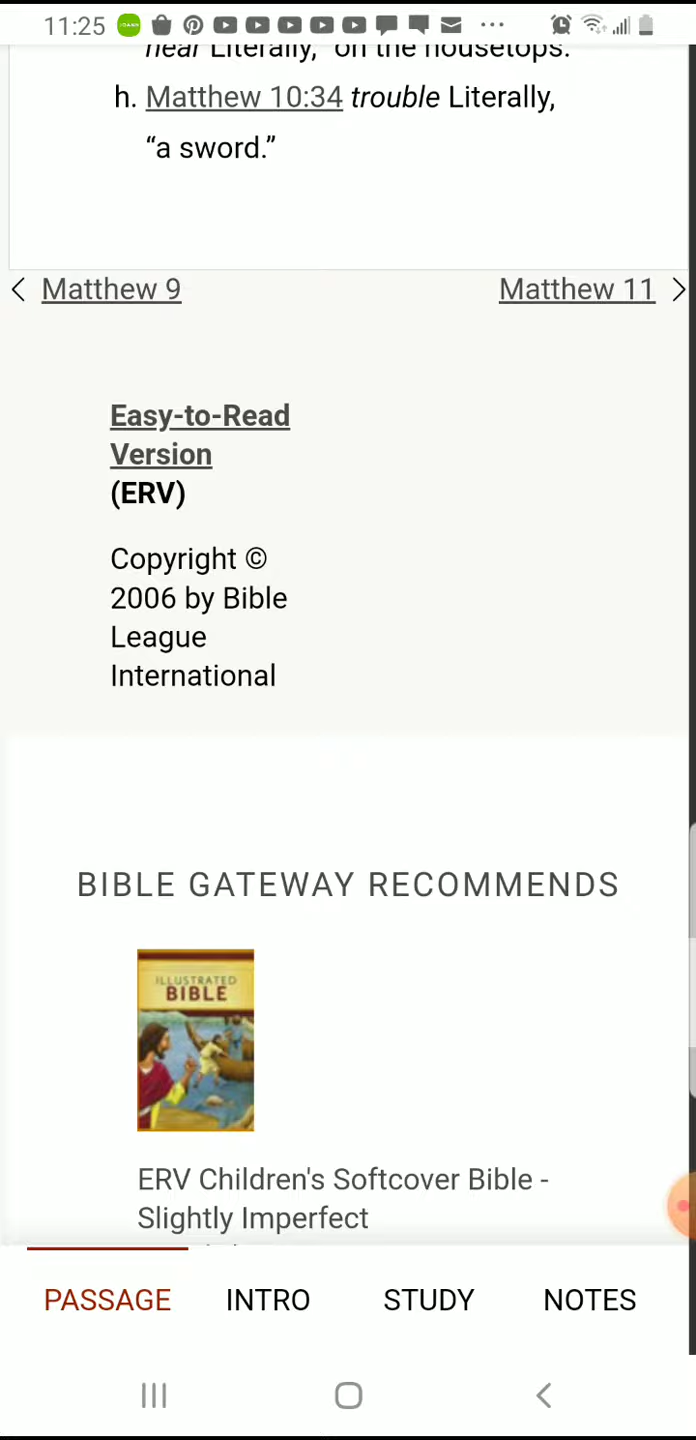 11:25
near Literally, “on the housetops.”
h. Matthew 10:34 trouble Literally,
“a sword.”
Matthew 9
Matthew 11
Easy-to-Read
Version
(ERV)
Copyright ©
2006 by Bible
League
International
BIBLE GATEWAY RECOMMENDS
ILLUSTRATED
BIBLE
ERV Children's Softcover Bible -
Slightly Imperfect
PASSAGE
INTRO
STUDY
NOTES